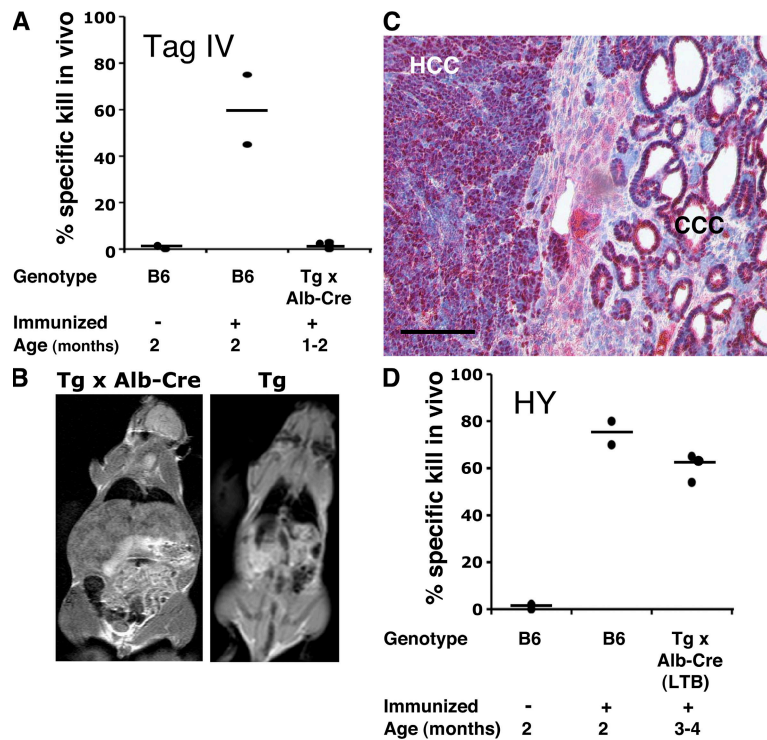 A
Tag IV
% specific kill in vivo
100
80
60
40
20
0
Genotype B6 B6 Tg x
Alb-Cre
Immunized - + +
Age (months) 2 2 1-2
B
Tg x Alb-Cre Tg
C
HCC
CCC
D
HY
% specific kill in vivo
100
80
60
40
20
0
Genotype B6 B6 Tg x
Alb-Cre
(LTB)
Immunized - + +
Age (months) 2 2 3-4